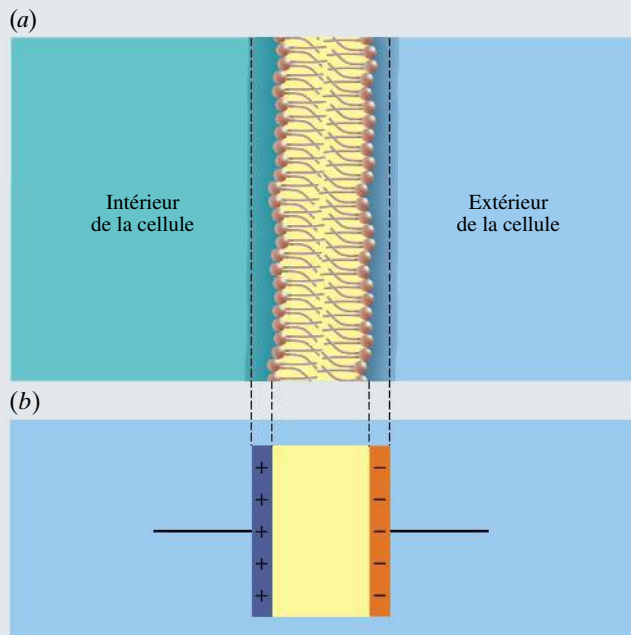 (a)
Intérieur
de la cellule
Extérieur
de la cellule
(b)
+ −
+ −
+ −
+ −
+ −